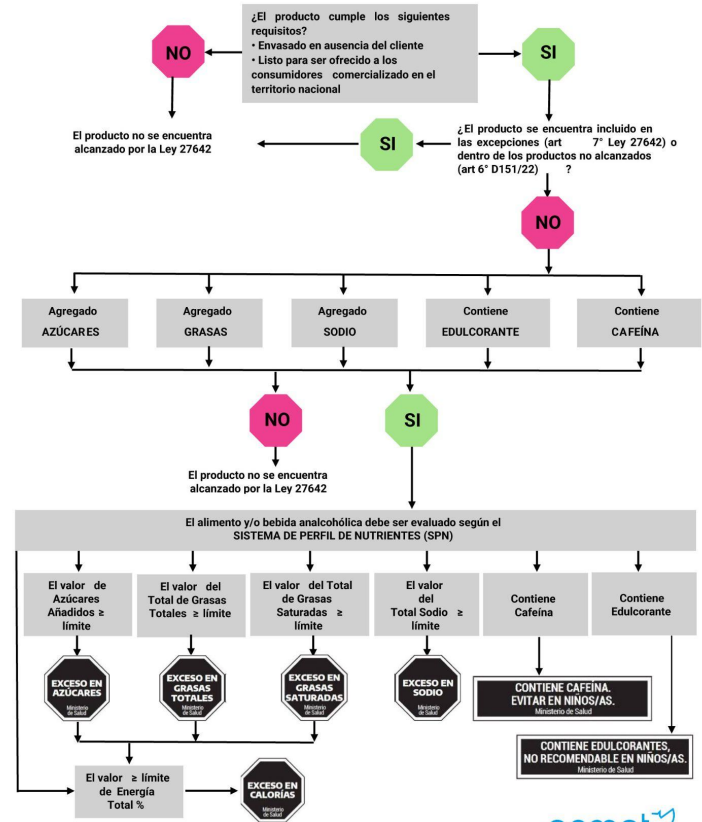 ¿El producto cumple los siguientes
requisitos?
• Envasado en ausencia del cliente
• Listo para ser ofrecido a los
consumidores comercializado en el
territorio nacional
NO
SI
El producto no se encuentra
alcanzado por la Ley 27642
SI
¿El producto se encuentra incluido en
las excepciones (art 7° Ley 27642) o
dentro de los productos no alcanzados
(art 6° D151/22) ?
NO
Agregado
AZÚCARES
Agregado
GRASAS
Agregado
SODIO
Contiene
EDULCORANTE
Contiene
CAFEÍNA
NO
SI
El producto no se encuentra
alcanzado por la Ley 27642
El alimento y/o bebida analcohólica debe ser evaluado según el
SISTEMA DE PERFIL DE NUTRIENTES (SPN)
El valor de
Azúcares
Añadidos ≥
límite
El valor del
Total de Grasas
Totales ≥ límite
El valor del Total
de Grasas
Saturadas ≥
límite
El valor
del
Total Sodio ≥
límite
Contiene
Cafeína
Contiene
Edulcorante
EXCESO EN
AZÚCARES
Ministerio
de Salud
EXCESO EN
GRASAS
TOTALES
Ministerio
de Salud
EXCESO EN
GRASAS
SATURADAS
Ministerio
de Salud
EXCESO EN
SODIO
Ministerio
de Salud
CONTIENE CAFEÍNA.
EVITAR EN NIÑOS/AS.
Ministerio de Salud
CONTIENE EDULCORANTES,
NO RECOMENDABLE EN NIÑOS/AS.
Ministerio de Salud
El valor ≥ límite
de Energía
Total %
EXCESO EN
CALORÍAS
Ministerio
de Salud